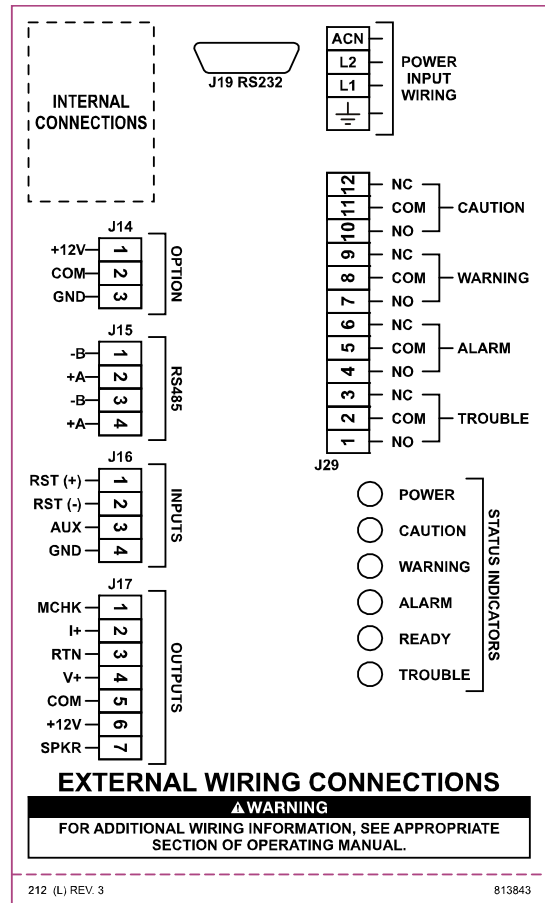 INTERNAL
CONNECTIONS
J19 RS232
ACN
L2
L1
POWER
INPUT
WIRING
J14
+12V 1
COM 2
GND 3
OPTION
J15
-B 1
+A 2
-B 3
+A 4
RS485
J16
RST (+) 1
RST (-) 2
AUX 3
GND 4
INPUTS
J17
MCHK 1
I+ 2
RTN 3
V+ 4
COM 5
+12V 6
SPKR 7
OUTPUTS
12 NC
11 COM CAUTION
10 NO
9 NC
8 COM WARNING
7 NO
6 NC
5 COM ALARM
4 NO
3 NC
2 COM TROUBLE
1 NO
J29
POWER
CAUTION
WARNING
ALARM
READY
TROUBLE
STATUS INDICATORS
EXTERNAL WIRING CONNECTIONS
WARNING
FOR ADDITIONAL WIRING INFORMATION, SEE APPROPRIATE
SECTION OF OPERATING MANUAL.
212 (L) REV. 3 813843